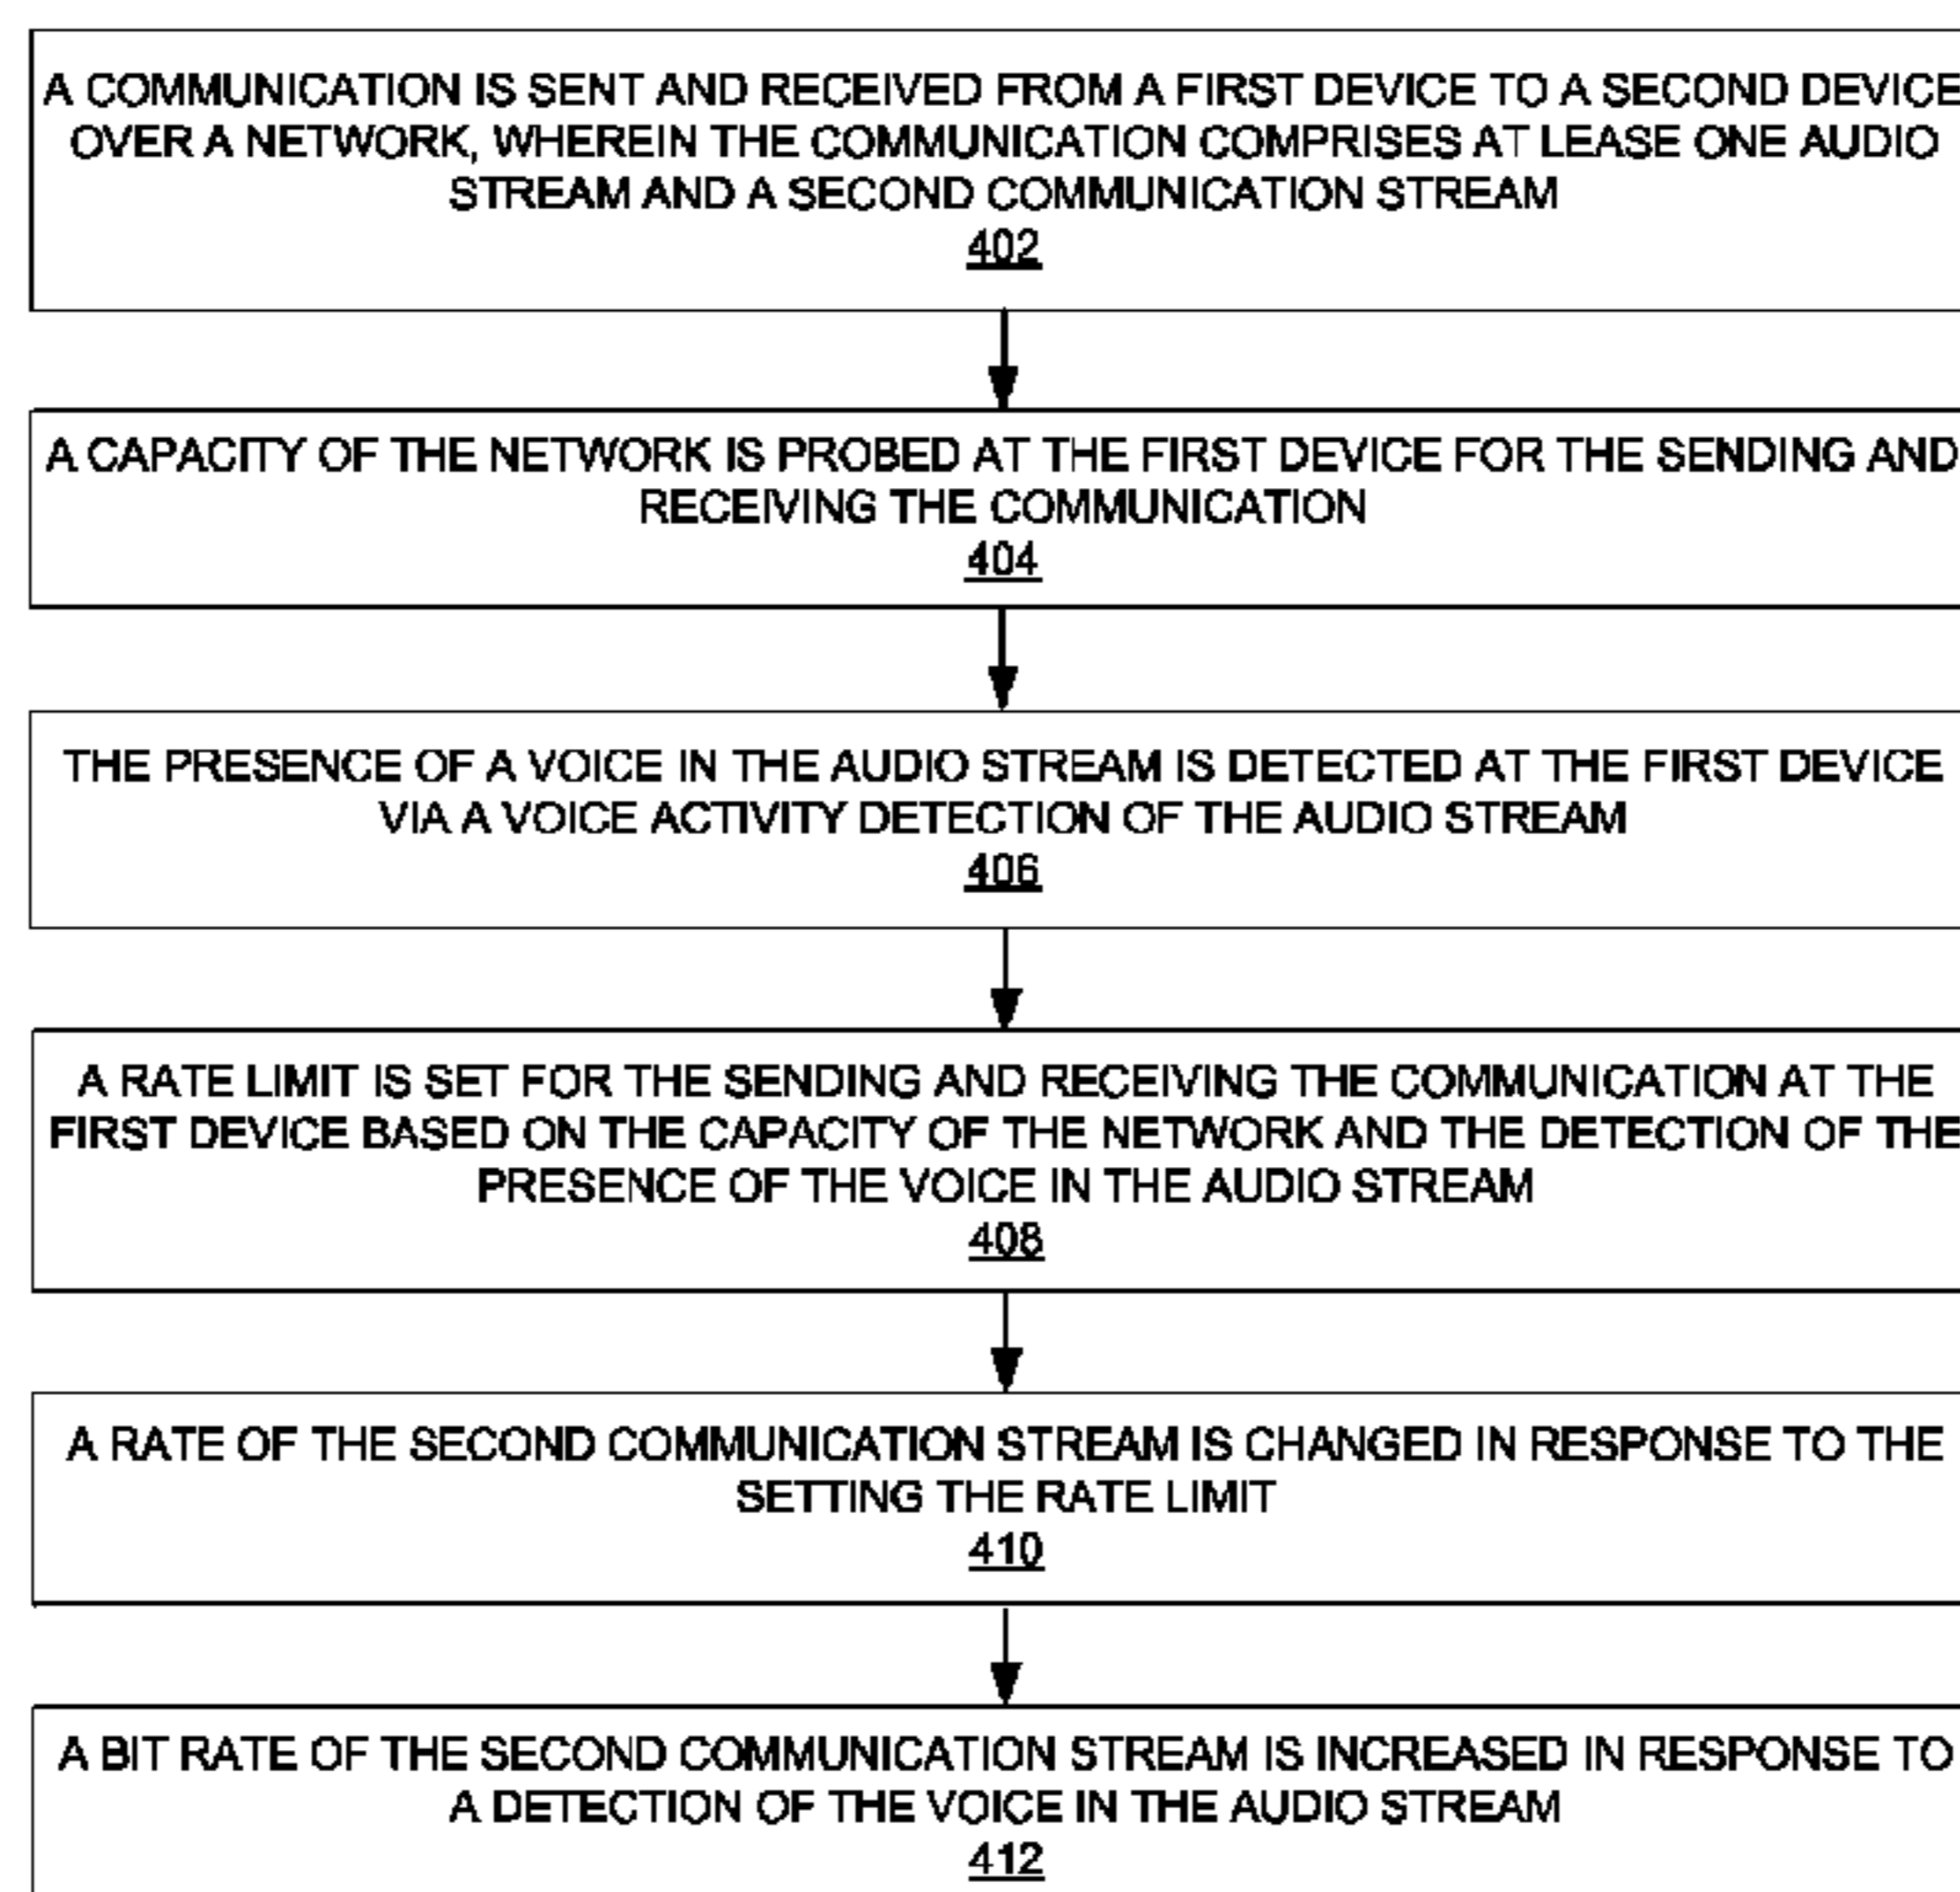 A COMMUNICATION IS SENT AND RECEIVED FROM A FIRST DEVICE TO A SECOND DEVICE
OVER A NETWORK, WHEREIN THE COMMUNICATION COMPRISES AT LEASE ONE AUDIO
STREAM AND A SECOND COMMUNICATION STREAM
402
A CAPACITY OF THE NETWORK IS PROBED AT THE FIRST DEVICE FOR THE SENDING AND
RECEIVING THE COMMUNICATION
404
THE PRESENCE OF A VOICE IN THE AUDIO STREAM IS DETECTED AT THE FIRST DEVICE
VIA A VOICE ACTIVITY DETECTION OF THE AUDIO STREAM
406
A RATE LIMIT IS SET FOR THE SENDING AND RECEIVING THE COMMUNICATION AT THE
FIRST DEVICE BASED ON THE CAPACITY OF THE NETWORK AND THE DETECTION OF THE
PRESENCE OF THE VOICE IN THE AUDIO STREAM
408
A RATE OF THE SECOND COMMUNICATION STREAM IS CHANGED IN RESPONSE TO THE
SETTING THE RATE LIMIT
410
A BIT RATE OF THE SECOND COMMUNICATION STREAM IS INCREASED IN RESPONSE TO
A DETECTION OF THE VOICE IN THE AUDIO STREAM
412